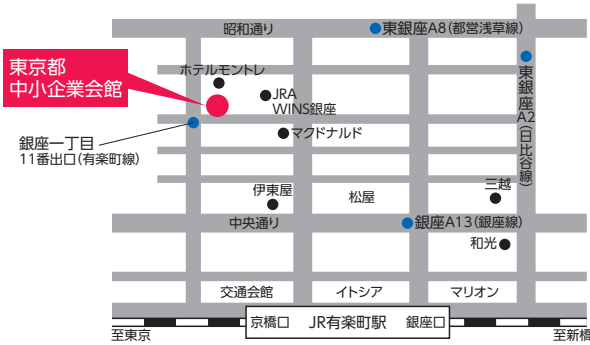 昭和通り
東銀座A8(都営浅草線)
東京都
中小企業会館
ホテルモントレ
JRA
WINS銀座
東銀座A2(日比谷線)
マクドナルド
銀座一丁目
11番出口(有楽町線)
伊東屋
松屋
三越
中央通り
銀座A13(銀座線)
和光
交通会館
イトシア
マリオン
京橋口
JR有楽町駅
銀座口
至東京
至新橋